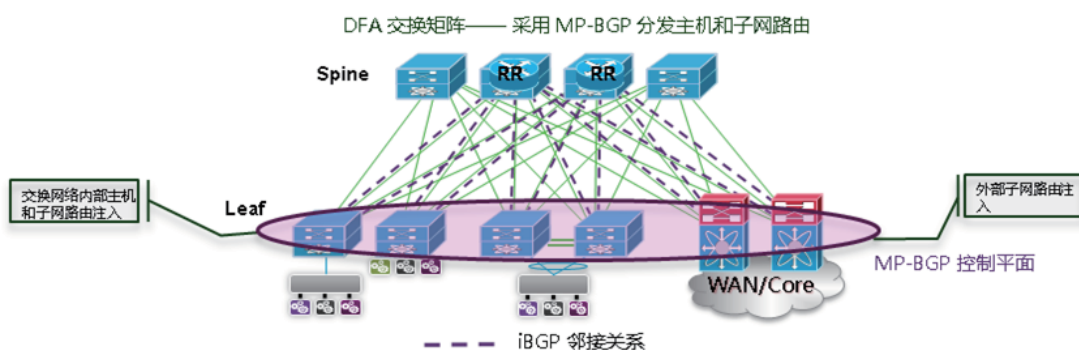 DFA 交换矩阵—— 采用 MP-BGP 分发主机和子网路由
Spine
RR
RR
交换网络内部主机
和子网路由注入
Leaf
外部子网路由注
入
MP-BGP 控制平面
WAN/Core
iBGP 邻接关系